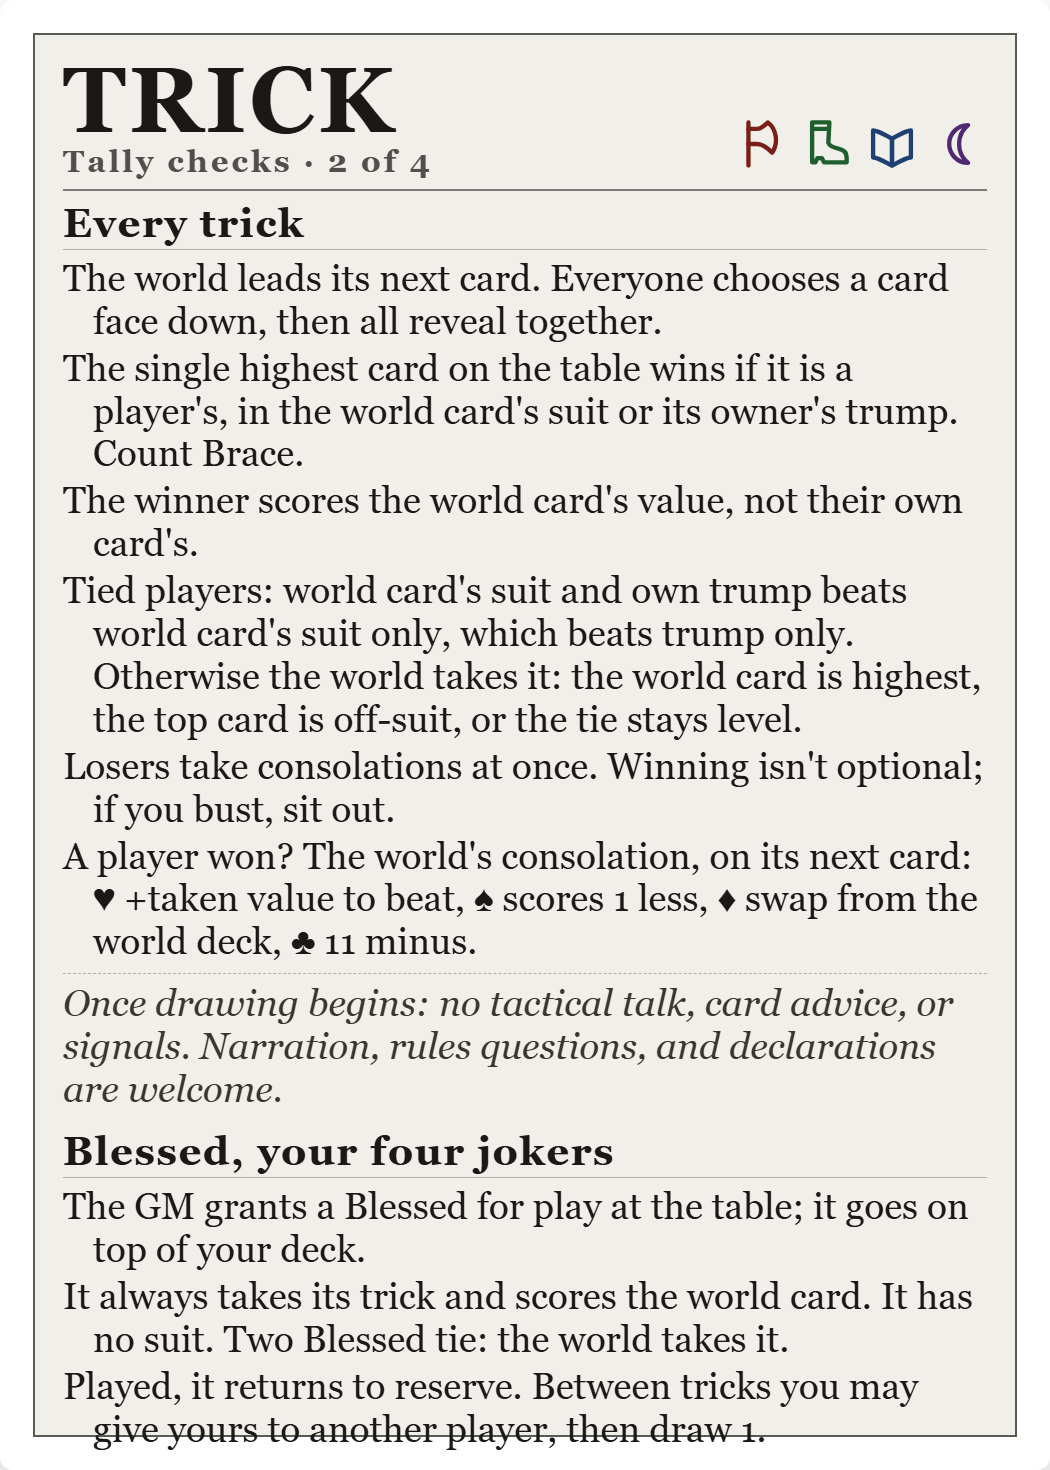 TRICK
Tally checks · 2 of 4
Every trick
The world leads its next card. Everyone chooses a card
face down, then all reveal together.
The single highest card on the table wins if it is a
player's, in the world card's suit or its owner's trump.
Count Brace.
The winner scores the world card's value, not their own
card's.
Tied players: world card's suit and own trump beats
world card's suit only, which beats trump only.
Otherwise the world takes it: the world card is highest,
the top card is off-suit, or the tie stays level.
Losers take consolations at once. Winning isn't optional;
if you bust, sit out.
A player won? The world's consolation, on its next card:
♥ +taken value to beat, ♠ scores 1 less, ♦ swap from the
world deck, ♣ 11 minus.
Once drawing begins: no tactical talk, card advice, or
signals. Narration, rules questions, and declarations
are welcome.
Blessed, your four jokers
The GM grants a Blessed for play at the table; it goes on
top of your deck.
It always takes its trick and scores the world card. It has
no suit. Two Blessed tie: the world takes it.
Played, it returns to reserve. Between tricks you may
give yours to another player, then draw 1.